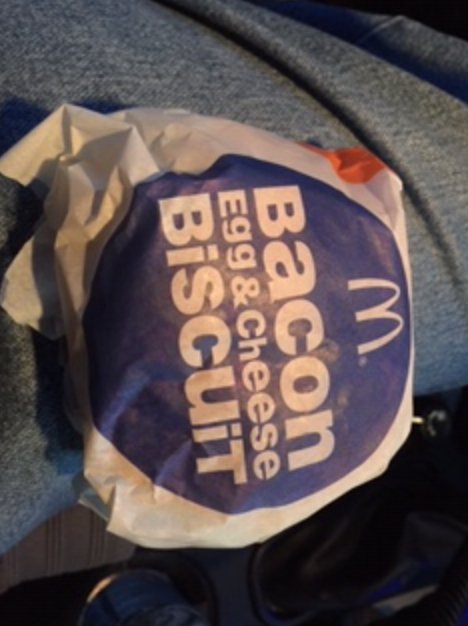 M
Bacon
Egg & Cheese
BiscuiT